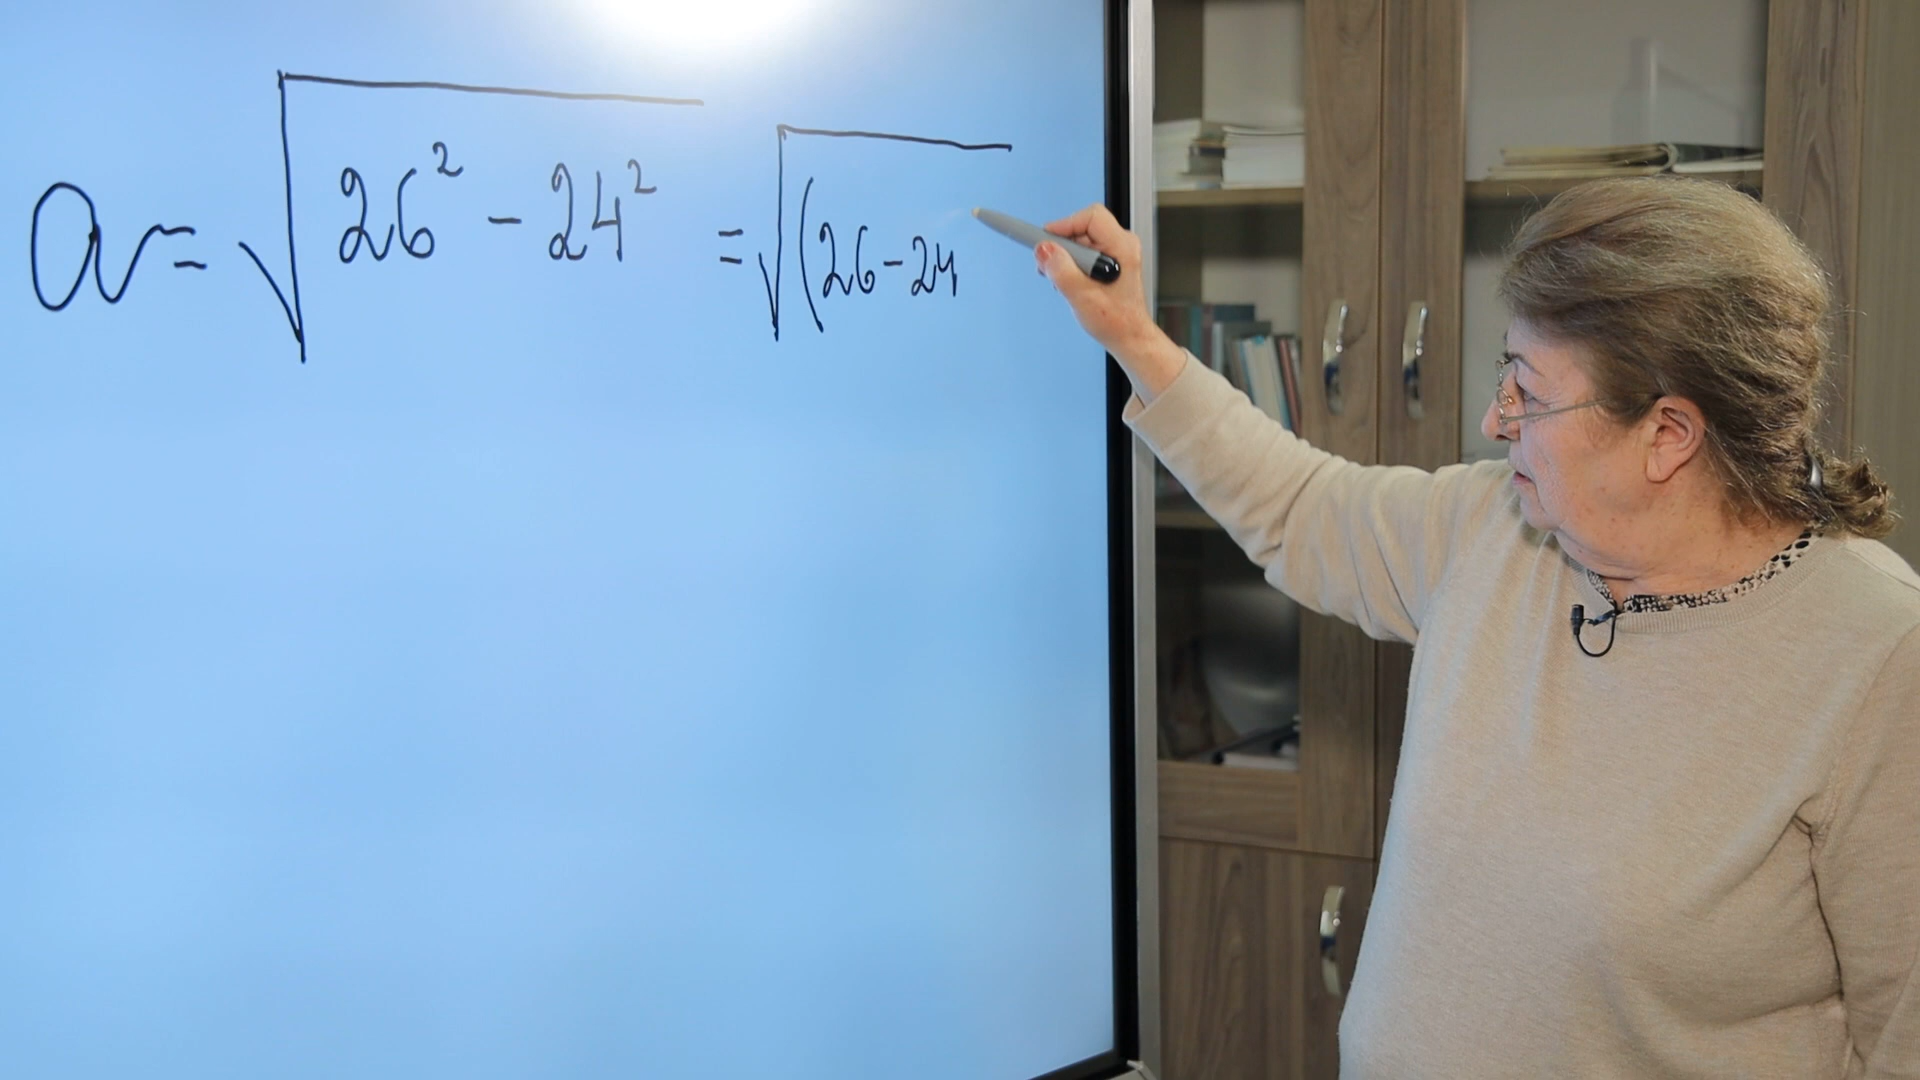 a = √26² - 24² = √(26-24